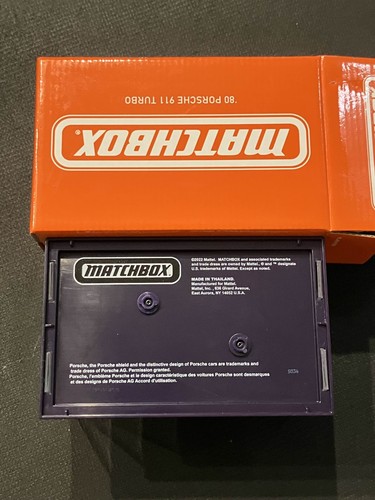 '80 PORSCHE 911 TURBO
MATCHBOX®
MATCHBOX
©2022 Mattel. MATCHBOX and associated trademarks
and trade dress are owned by Mattel. ® and ™ designate
U.S. trademarks of Mattel. Except as noted.
MADE IN THAILAND.
Manufactured for Mattel.
Mattel, Inc., 636 Girard Avenue,
East Aurora, NY 14052 U.S.A.
Porsche, the Porsche shield and the distinctive design of Porsche cars are trademarks and
trade dress of Porsche AG. Permission granted.
Porsche, l'emblème Porsche et le design caractéristique des voitures Porsche sont desmarques
et des designs de Porsche AG Accord d'utilisation.